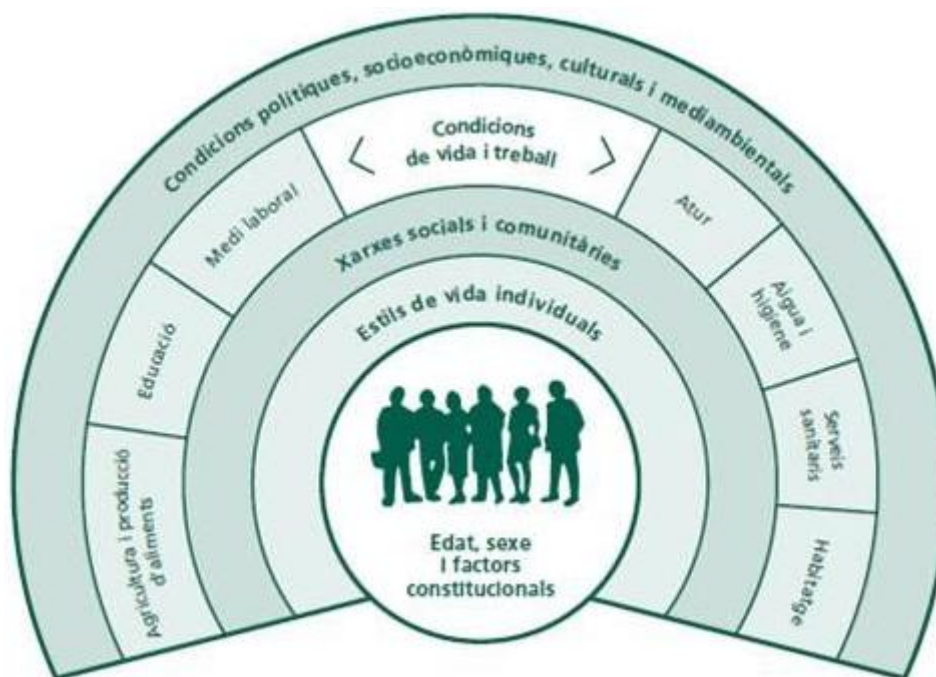 Condicions polítiques, socioeconòmiques, culturals i mediambientals
Condicions
de vida i treball
Medi laboral
Atur
Xarxes socials i comunitàries
Aigua i
higiene
Estils de vida individuals
Educació
Serveis
sanitaris
Agricultura i producció
d'aliments
Habitatge
Edat, sexe
i factors
constitucionals